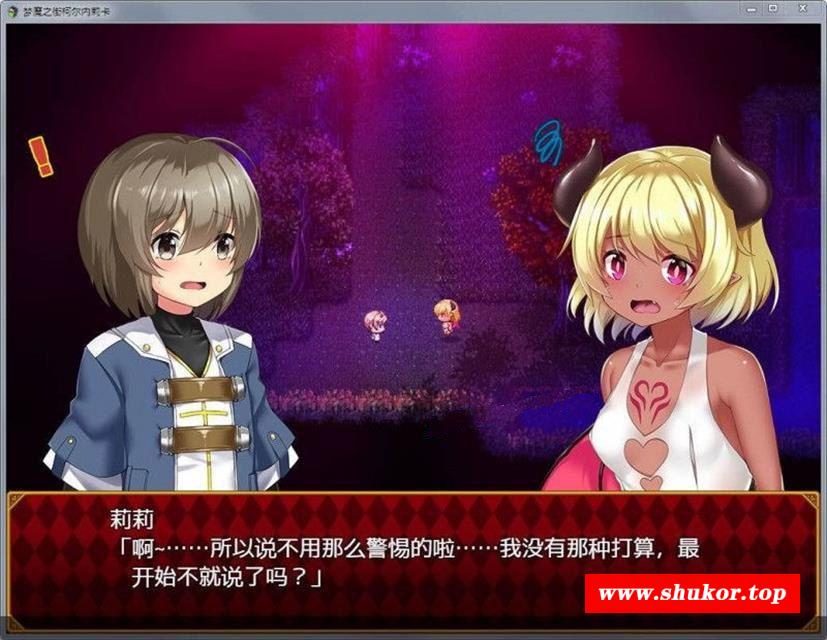 梦魔之街柯尔内莉卡
莉莉
「啊~……所以说不用那么警惕的啦……我没有那种打算，最
开始不就说了吗？」
www.shukor.top